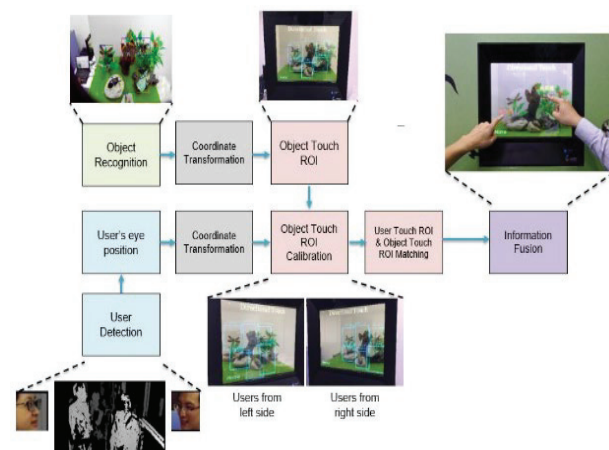 Object
Recognition
Coordinate
Transformation
Object Touch
ROI
User's eye
position
Coordinate
Transformation
Object Touch
ROI
Calibration
User Touch ROI
& Object Touch
ROI Matching
Information
Fusion
User
Detection
Users from
left side
Users from
right side